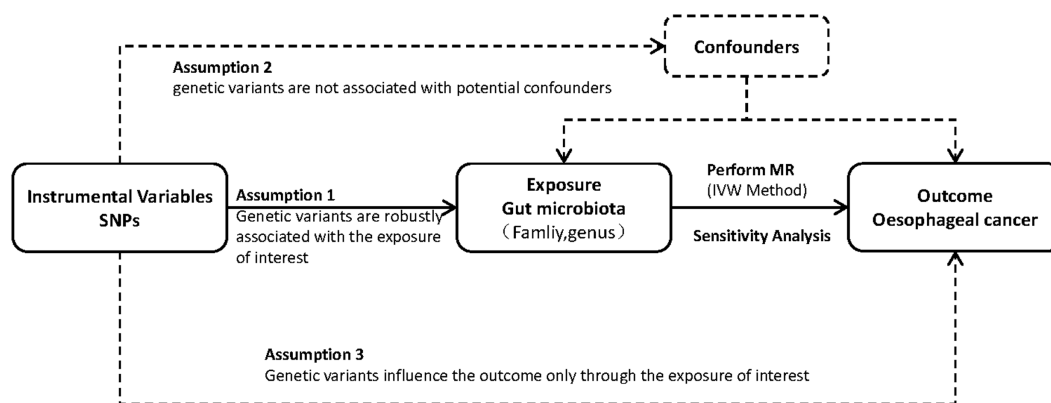 Confounders
Assumption 2
genetic variants are not associated with potential confounders
Instrumental Variables
SNPs
Assumption 1
Genetic variants are robustly
associated with the exposure
of interest
Exposure
Gut microbiota
（Famliy,genus）
Perform MR
(IVW Method)
Sensitivity Analysis
Outcome
Oesophageal cancer
Assumption 3
Genetic variants influence the outcome only through the exposure of interest